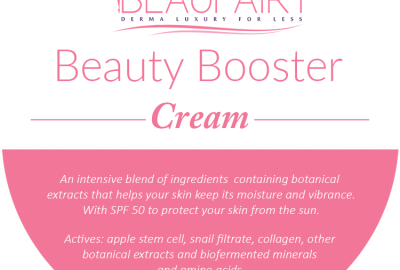 BEAUFAIRY
DERMA LUXURY FOR LESS
Beauty Booster
Cream
An intensive blend of ingredients containing botanical
extracts that helps your skin keep its moisture and vibrance.
With SPF 50 to protect your skin from the sun.
Actives: apple stem cell, snail filtrate, collagen, other
botanical extracts and biofermented minerals
and amino acids